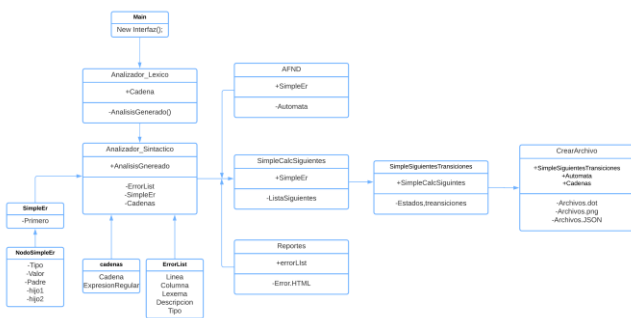 Main
New Interfaz();
Analizador_Lexico
+Cadena
-AnalisisGenerado()
Analizador_Sintactico
+AnalisisGnereado
-ErrorList
-SimpleEr
-Cadenas
SimpleEr
-Primero
NodoSimpleEr
-Tipo
-Valor
-Padre
-hijo1
-hijo2
cadenas
Cadena
ExpresionRegular
ErrorList
Linea
Columna
Lexema
Descripcion
Tipo
AFND
+SimpleEr
-Automata
SimpleCalcSiguientes
+SimpleEr
-ListaSiguientes
Reportes
+errorLIst
-Error.HTML
SimpleSiguientesTransiciones
+SimpleCalcSiguintes
-Estados,treansiciones
CrearArchivo
+SimpleSiguientesTransiciones
+Automata
+Cadenas
-Archivos.dot
-Archivos.png
-Archivos.JSON